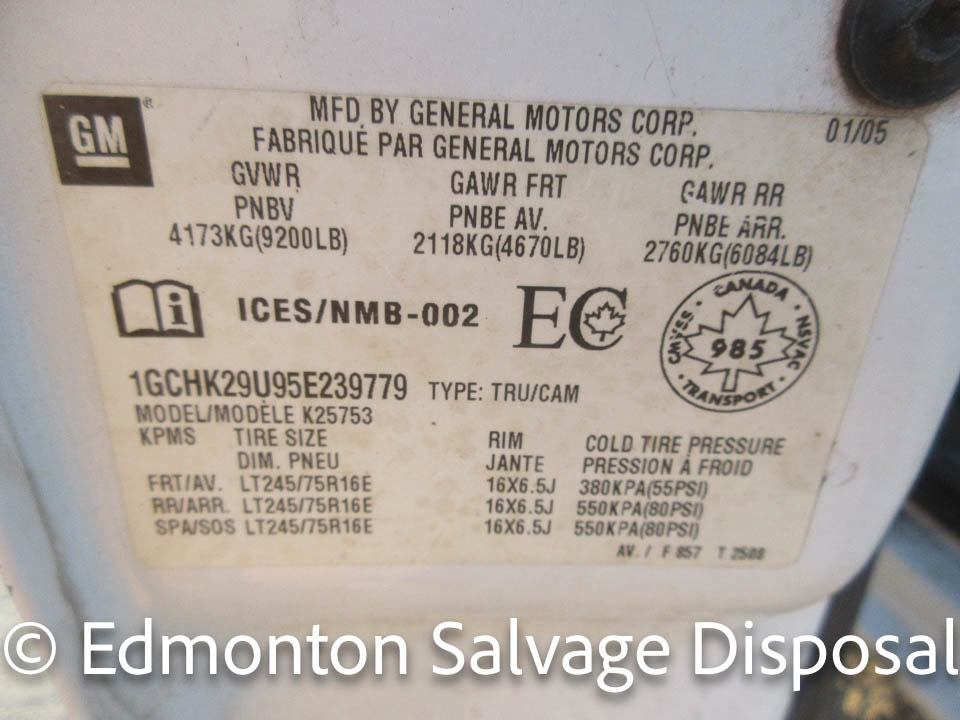 GM
MFD BY GENERAL MOTORS CORP. 01/05
FABRIQUÉ PAR GENERAL MOTORS CORP.
GVWR GAWR FRT GAWR RR
PNBV PNBE AV. PNBE ARR.
4173KG(9200LB) 2118KG(4670LB) 2760KG(6084LB)
i ICES/NMB-002 EC
CANADA
CMVSS 985 NSVAC
TRANSPORT
1GCHK29U95E239779 TYPE: TRU/CAM
MODEL/MODÈLE K25753
KPMS TIRE SIZE RIM COLD TIRE PRESSURE
DIM. PNEU JANTE PRESSION À FROID
FRT/AV. LT245/75R16E 16X6.5J 380KPA(55PSI)
RR/ARR. LT245/75R16E 16X6.5J 550KPA(80PSI)
SPA/SOS LT245/75R16E 16X6.5J 550KPA(80PSI)
AV. / F 857 T 2508
© Edmonton Salvage Disposal